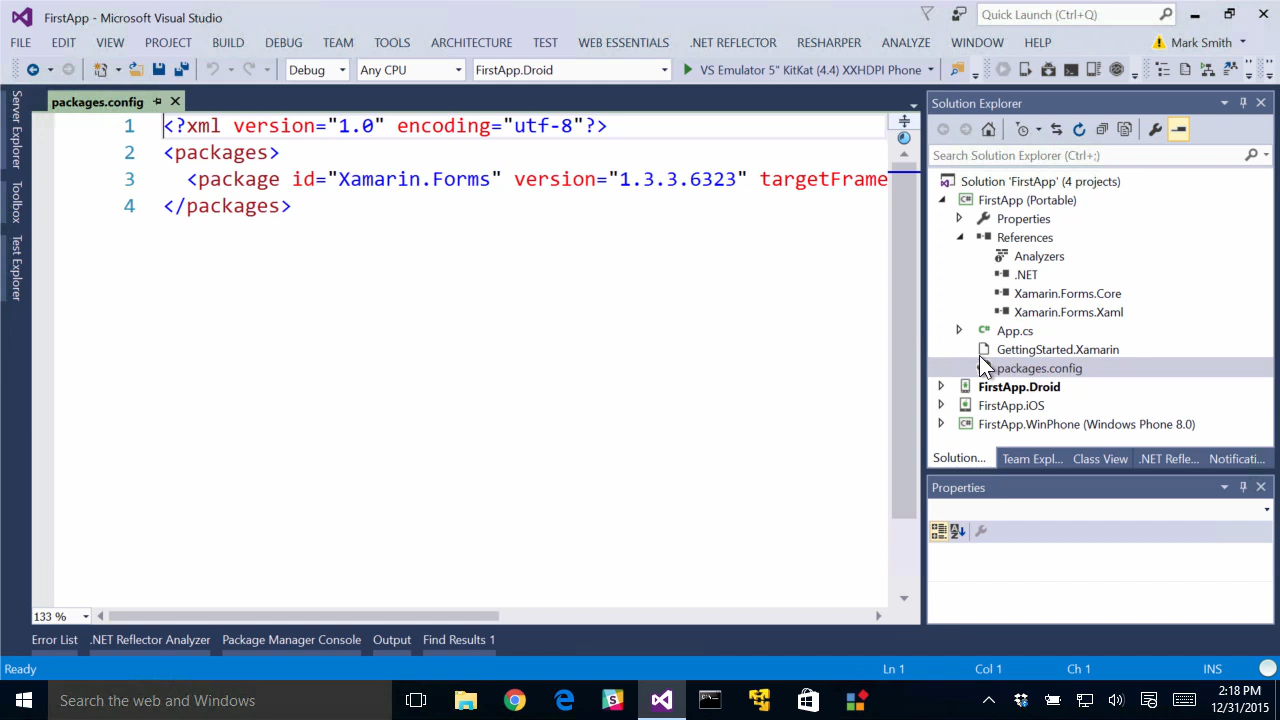 FirstApp - Microsoft Visual Studio
Quick Launch (Ctrl+Q)
FILE EDIT VIEW PROJECT BUILD DEBUG TEAM TOOLS ARCHITECTURE TEST WEB ESSENTIALS .NET REFLECTOR RESHARPER ANALYZE WINDOW HELP Mark Smith
Debug Any CPU FirstApp.Droid VS Emulator 5" KitKat (4.4) XXHDPI Phone
Server Explorer
Toolbox
Test Explorer
packages.config
1 <?xml version="1.0" encoding="utf-8"?>
2 <packages>
3 <package id="Xamarin.Forms" version="1.3.3.6323" targetFrame
4 </packages>
133 %
Solution Explorer
Search Solution Explorer (Ctrl+;)
Solution 'FirstApp' (4 projects)
FirstApp (Portable)
Properties
References
Analyzers
.NET
Xamarin.Forms.Core
Xamarin.Forms.Xaml
App.cs
GettingStarted.Xamarin
packages.config
FirstApp.Droid
FirstApp.iOS
FirstApp.WinPhone (Windows Phone 8.0)
Solution... Team Expl... Class View .NET Refle... Notificati...
Properties
Error List .NET Reflector Analyzer Package Manager Console Output Find Results 1
Ready Ln 1 Col 1 Ch 1 INS
Search the web and Windows
2:18 PM
12/31/2015